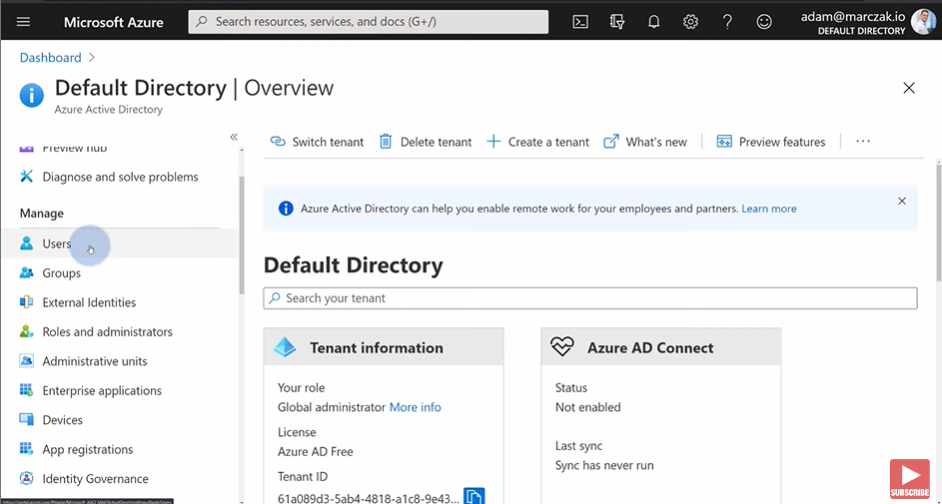 Microsoft Azure
Search resources, services, and docs (G+/)
adam@marczak.io
DEFAULT DIRECTORY
Dashboard
Default Directory | Overview
Azure Active Directory
Preview hub
Diagnose and solve problems
Manage
Users
Groups
External Identities
Roles and administrators
Administrative units
Enterprise applications
Devices
App registrations
Identity Governance
Switch tenant
Delete tenant
Create a tenant
What's new
Preview features
...
Azure Active Directory can help you enable remote work for your employees and partners. Learn more
Default Directory
Search your tenant
Tenant information
Your role
Global administrator More info
License
Azure AD Free
Tenant ID
61a089d3-5ab4-4818-a1c8-9e43...
Azure AD Connect
Status
Not enabled
Last sync
Sync has never run
SUBSCRIBE